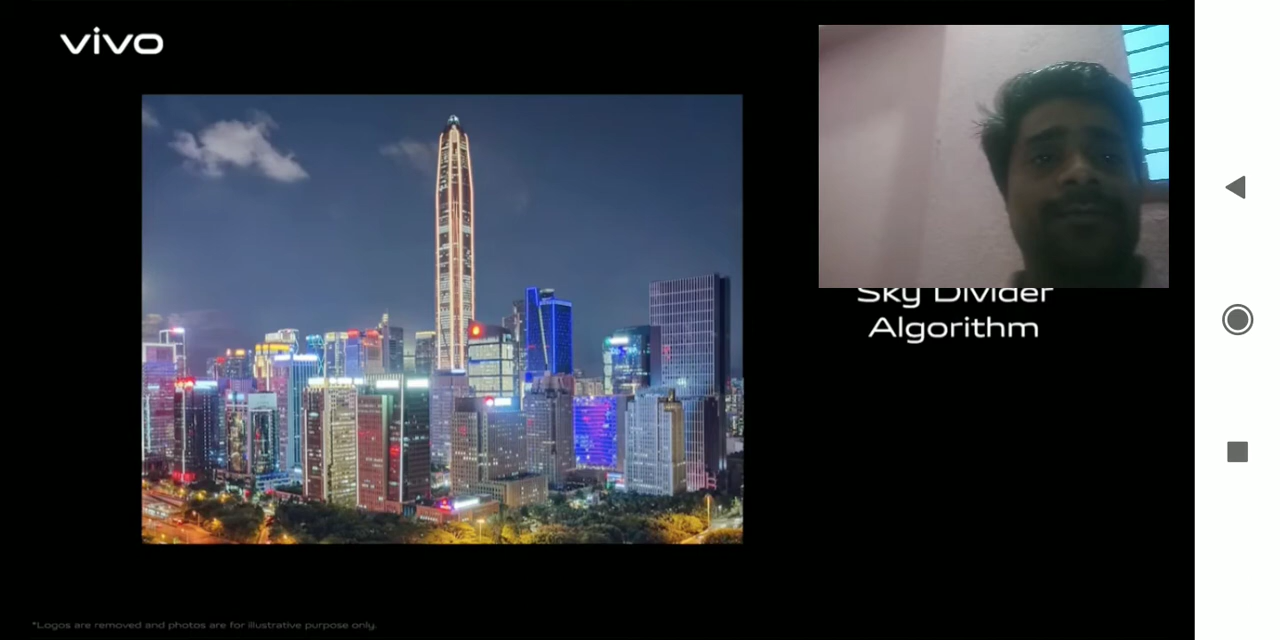 vivo
Sky Divider
Algorithm
*Logos are removed and photos are for illustrative purpose only.